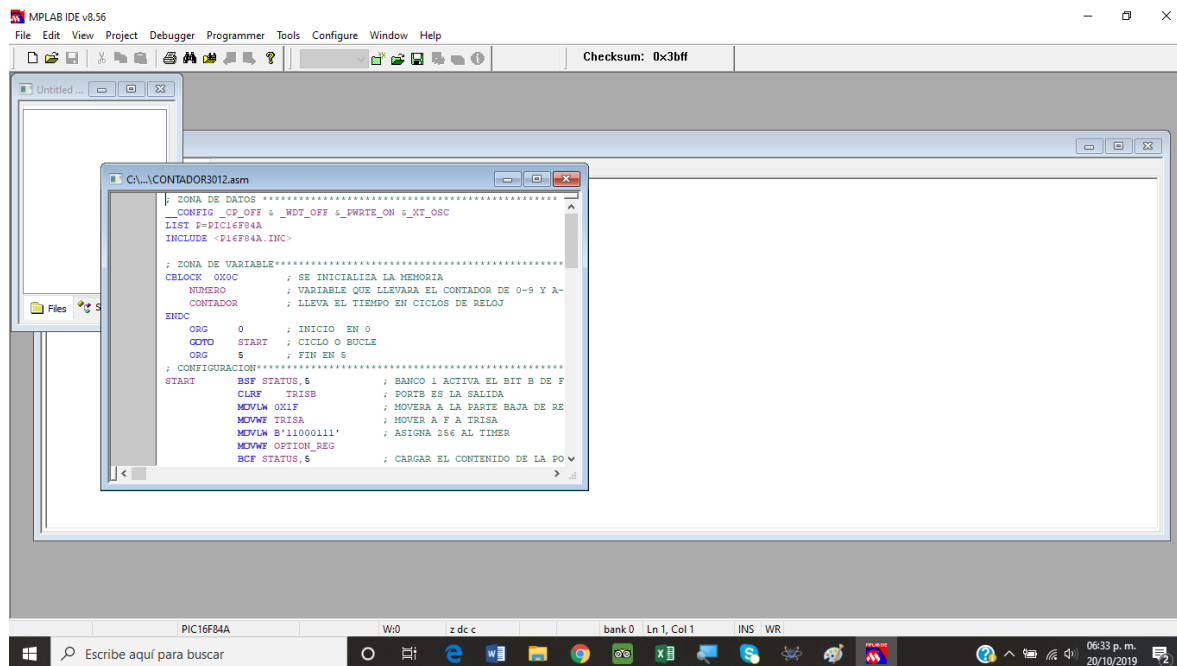 MPLAB IDE v8.56
File Edit View Project Debugger Programmer Tools Configure Window Help
Checksum: 0x3bff
Untitled ...
C:\...\CONTADOR3012.asm
; ZONA DE DATOS **************************************************
__CONFIG _CP_OFF & _WDT_OFF & _PWRTE_ON & _XT_OSC
LIST P=PIC16F84A
INCLUDE <P16F84A.INC>
; ZONA DE VARIABLE************************************************
CBLOCK 0X0C ; SE INICIALIZA LA MEMORIA
NUMERO ; VARIABLE QUE LLEVARA EL CONTADOR DE 0-9 Y A-
CONTADOR ; LLEVA EL TIEMPO EN CICLOS DE RELOJ
ENDC
ORG 0 ; INICIO EN 0
GOTO START ; CICLO O BUCLE
ORG 5 ; FIN EN 5
; CONFIGURACION***************************************************
START BSF STATUS,5 ; BANCO 1 ACTIVA EL BIT B DE F
CLRF TRISB ; PORTB ES LA SALIDA
MOVLW 0X1F ; MOVERA A LA PARTE BAJA DE RE
MOVWF TRISA ; MOVER A F A TRISA
MOVLW B'11000111' ; ASIGNA 256 AL TIMER
MOVWF OPTION_REG
BCF STATUS,5 ; CARGAR EL CONTENIDO DE LA PO
Files S
PIC16F84A W:0 z dc c bank 0 Ln 1, Col 1 INS WR
Escribe aquí para buscar
06:33 p. m.
20/10/2019